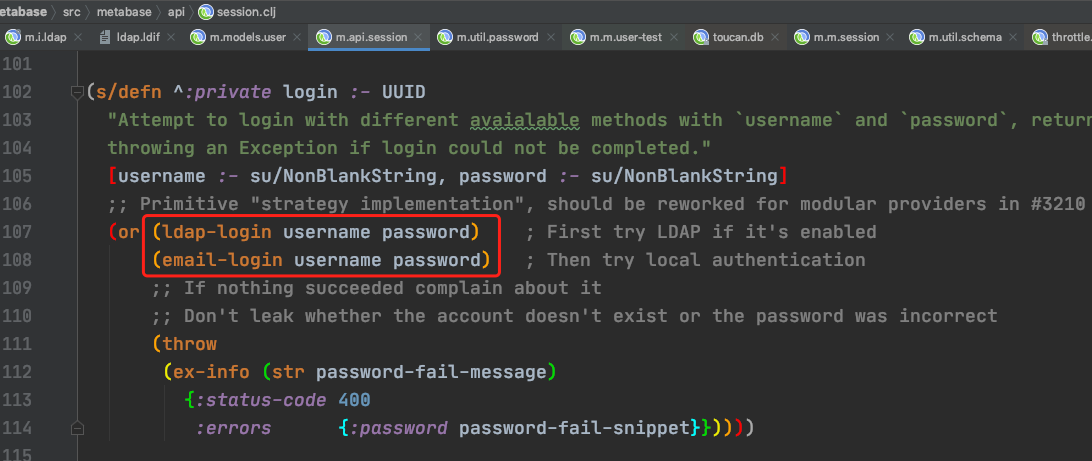 etabase src metabase api session.clj
m.i.ldap ldap.ldif m.models.user m.api.session m.util.password m.m.user-test toucan.db m.m.session m.util.schema throttle.
101
102 (s/defn ^:private login :- UUID
103 "Attempt to login with different avaialable methods with `username` and `password`, return
104 throwing an Exception if login could not be completed."
105 [username :- su/NonBlankString, password :- su/NonBlankString]
106 ;; Primitive "strategy implementation", should be reworked for modular providers in #3210
107 (or (ldap-login username password) ; First try LDAP if it's enabled
108 (email-login username password) ; Then try local authentication
109 ;; If nothing succeeded complain about it
110 ;; Don't leak whether the account doesn't exist or the password was incorrect
111 (throw
112 (ex-info (str password-fail-message)
113 {:status-code 400
114 :errors {:password password-fail-snippet}})))))
115